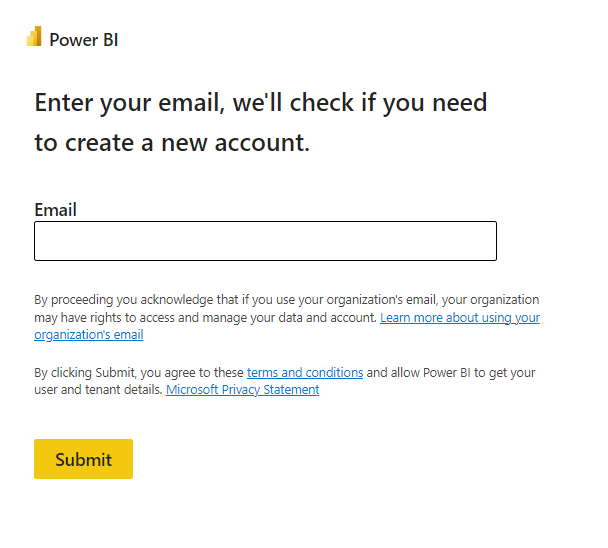 Power BI
Enter your email, we'll check if you need
to create a new account.
Email
By proceeding you acknowledge that if you use your organization's email, your organization
may have rights to access and manage your data and account. Learn more about using your
organization's email
By clicking Submit, you agree to these terms and conditions and allow Power BI to get your
user and tenant details. Microsoft Privacy Statement
Submit